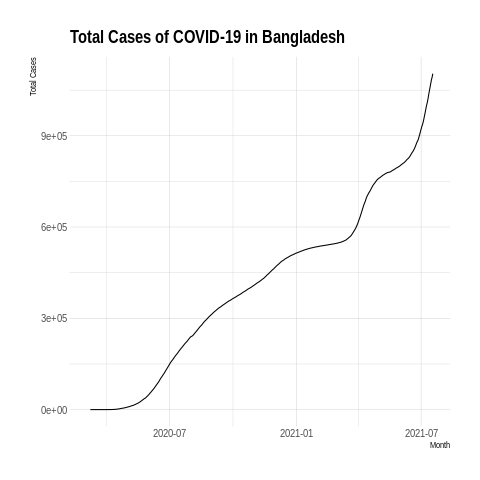 Total Cases of COVID-19 in Bangladesh
Total Cases
9e+05
6e+05
3e+05
0e+00
2020-07 2021-01 2021-07
Month